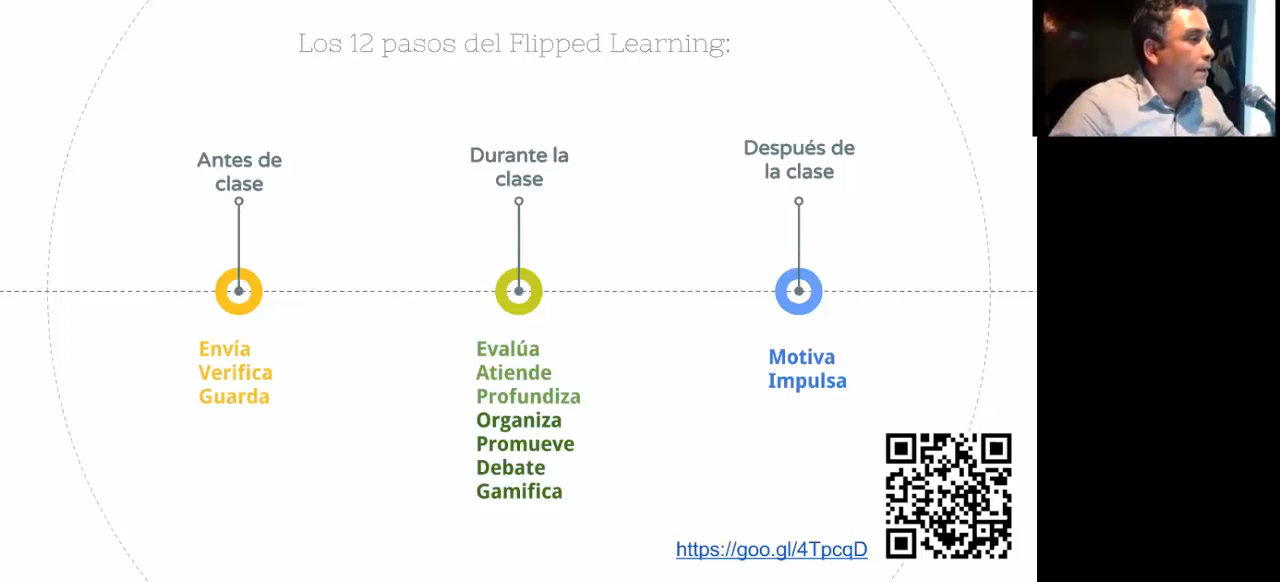 Los 12 pasos del Flipped Learning:
Antes de
clase
Durante la
clase
Después de
la clase
Envía
Verifica
Guarda
Evalúa
Atiende
Profundiza
Organiza
Promueve
Debate
Gamifica
Motiva
Impulsa
https://goo.gl/4TpcqD